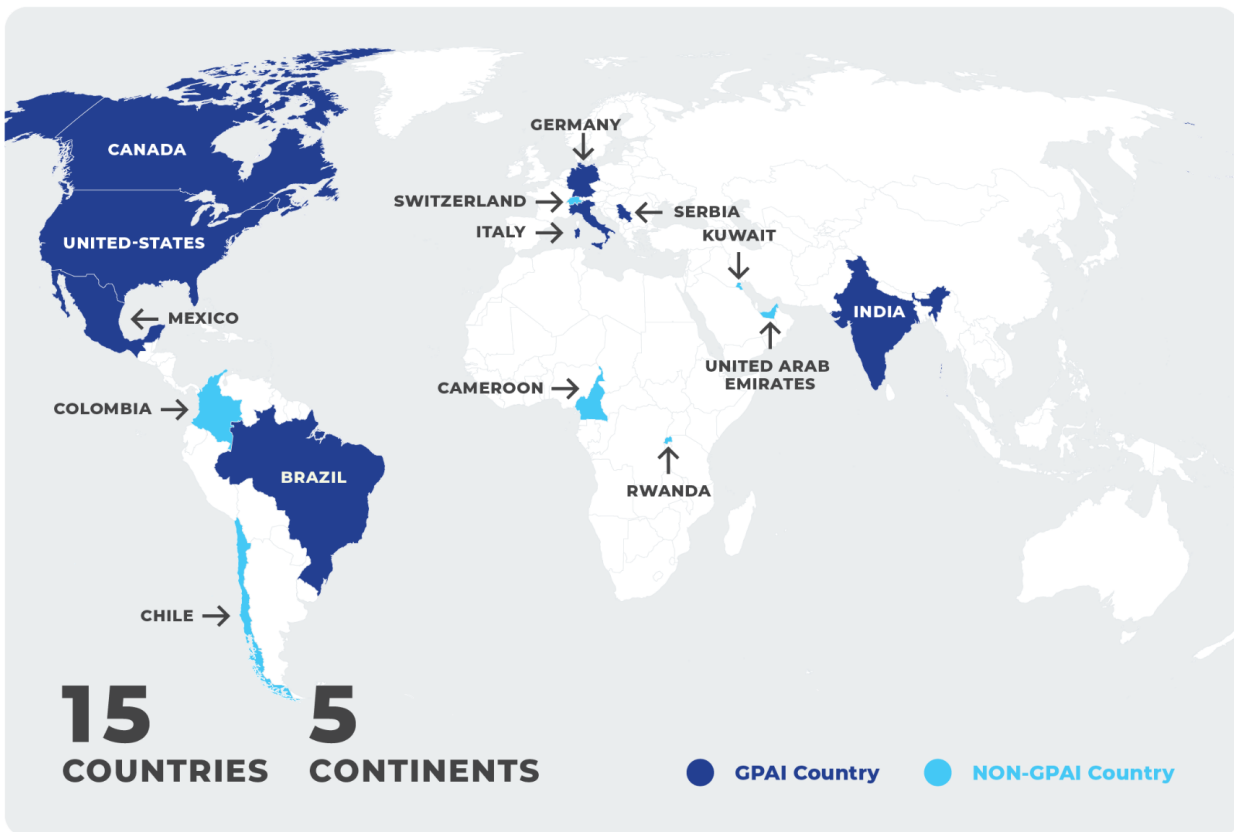 GERMANY
CANADA
SWITZERLAND
SERBIA
ITALY
KUWAIT
UNITED-STATES
INDIA
MEXICO
UNITED ARAB
EMIRATES
CAMEROON
COLOMBIA
BRAZIL
RWANDA
CHILE
15
COUNTRIES
5
CONTINENTS
GPAI Country
NON-GPAI Country